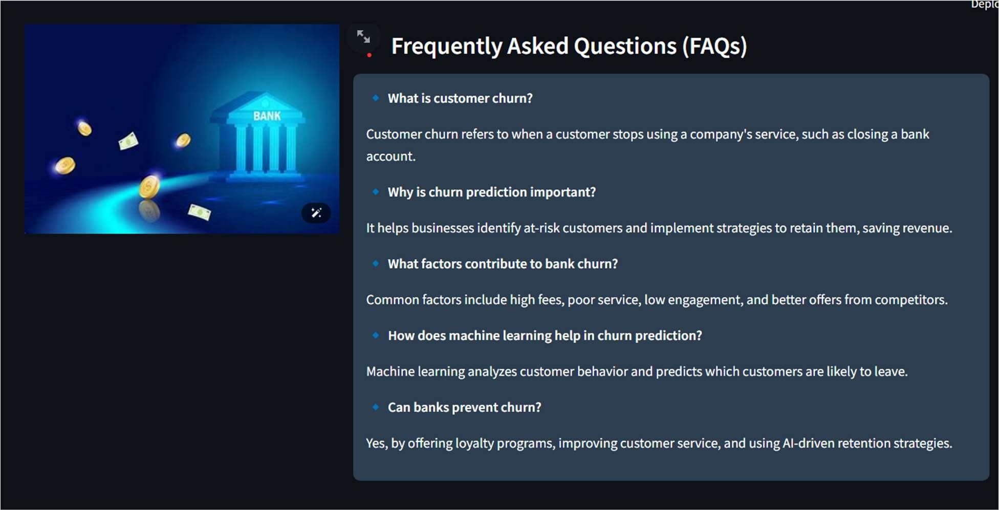 Deplo
BANK
Frequently Asked Questions (FAQs)
What is customer churn?
Customer churn refers to when a customer stops using a company's service, such as closing a bank
account.
Why is churn prediction important?
It helps businesses identify at-risk customers and implement strategies to retain them, saving revenue.
What factors contribute to bank churn?
Common factors include high fees, poor service, low engagement, and better offers from competitors.
How does machine learning help in churn prediction?
Machine learning analyzes customer behavior and predicts which customers are likely to leave.
Can banks prevent churn?
Yes, by offering loyalty programs, improving customer service, and using AI-driven retention strategies.